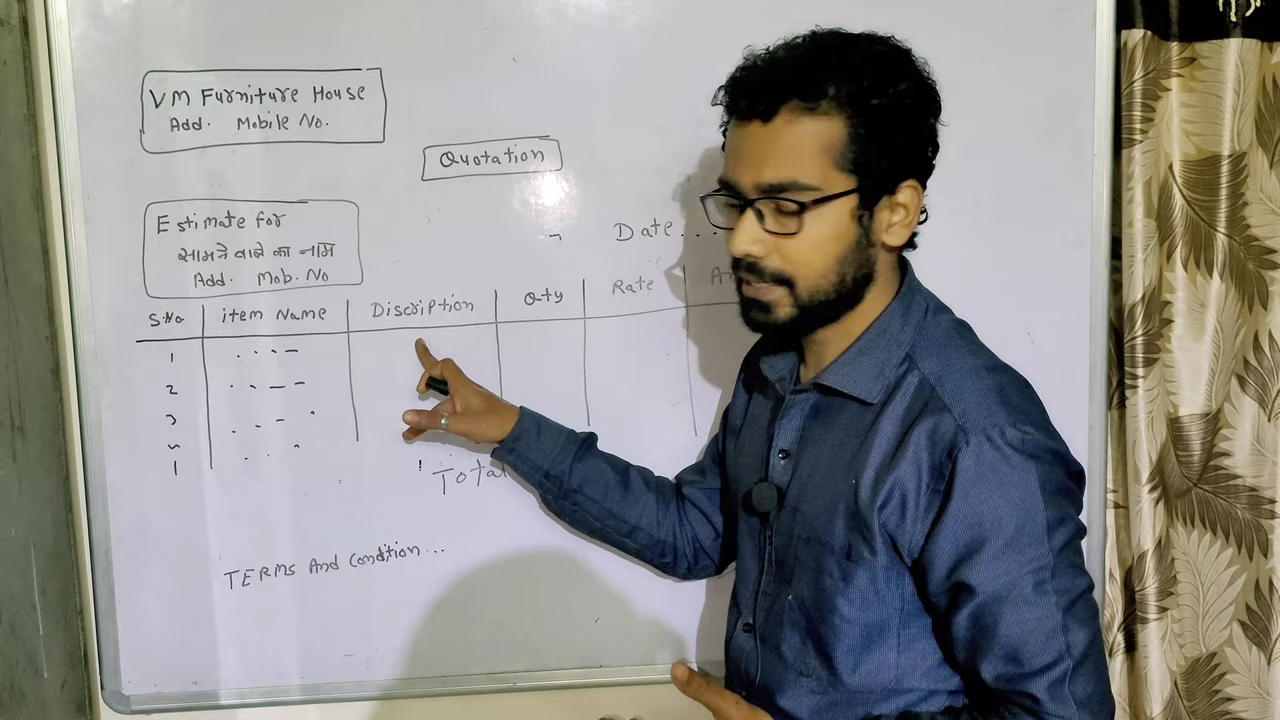 VM Furniture House
Add. Mobile No.
Quotation
Estimate for
सामने वाले का नाम
Add. Mob. No
Date....
S.No item Name Discription Qty Rate
1
2
3
Total
TERMS And Condition...